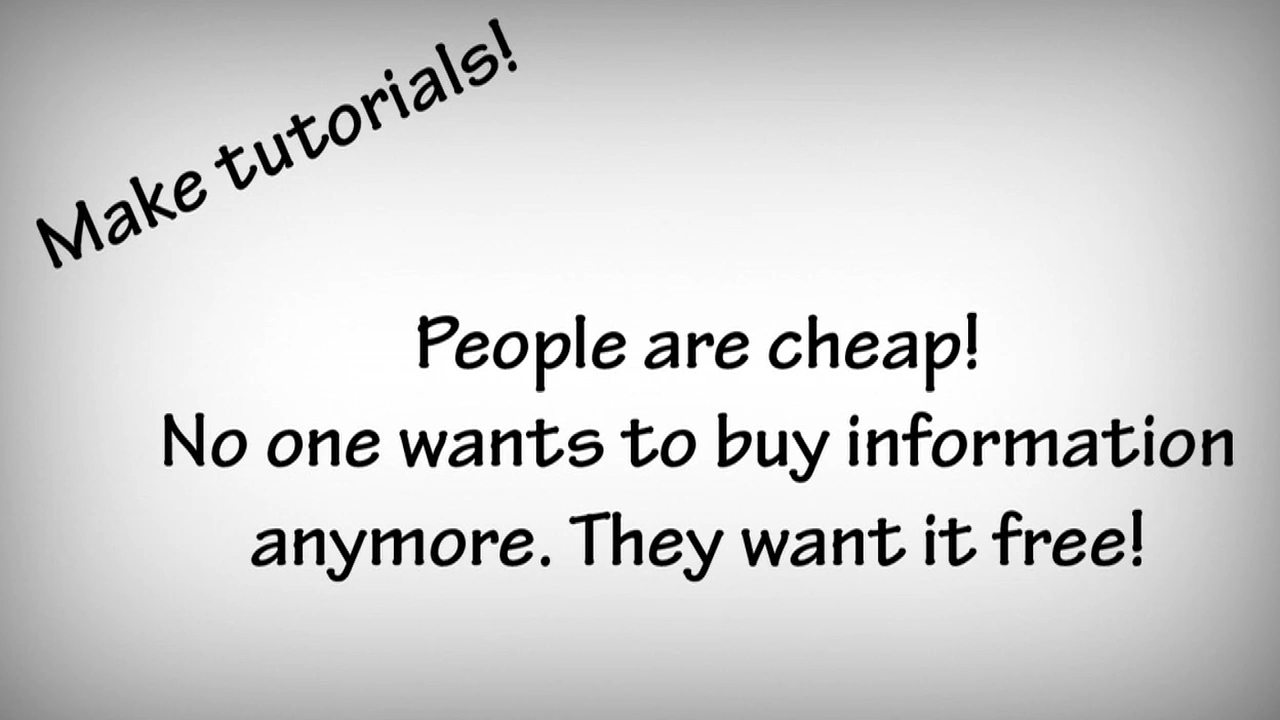 Make tutorials!
People are cheap!
No one wants to buy information
anymore. They want it free!